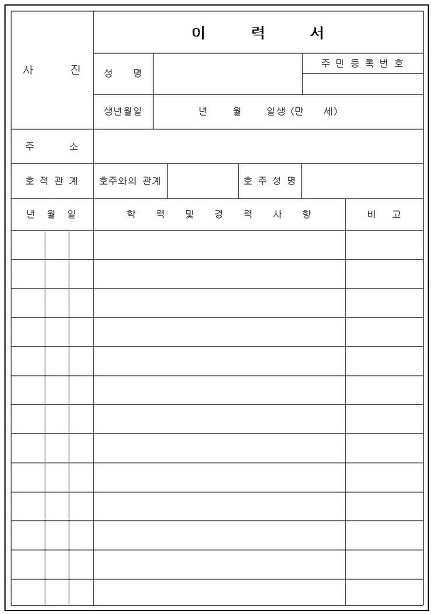 이 력 서
사 진
성 명
주 민 등 록 번 호
생년월일
년 월 일생 (만 세)
주 소
호 적 관 계
호주와의 관계
호 주 성 명
년 월 일
학 력 및 경 력 사 항
비 고